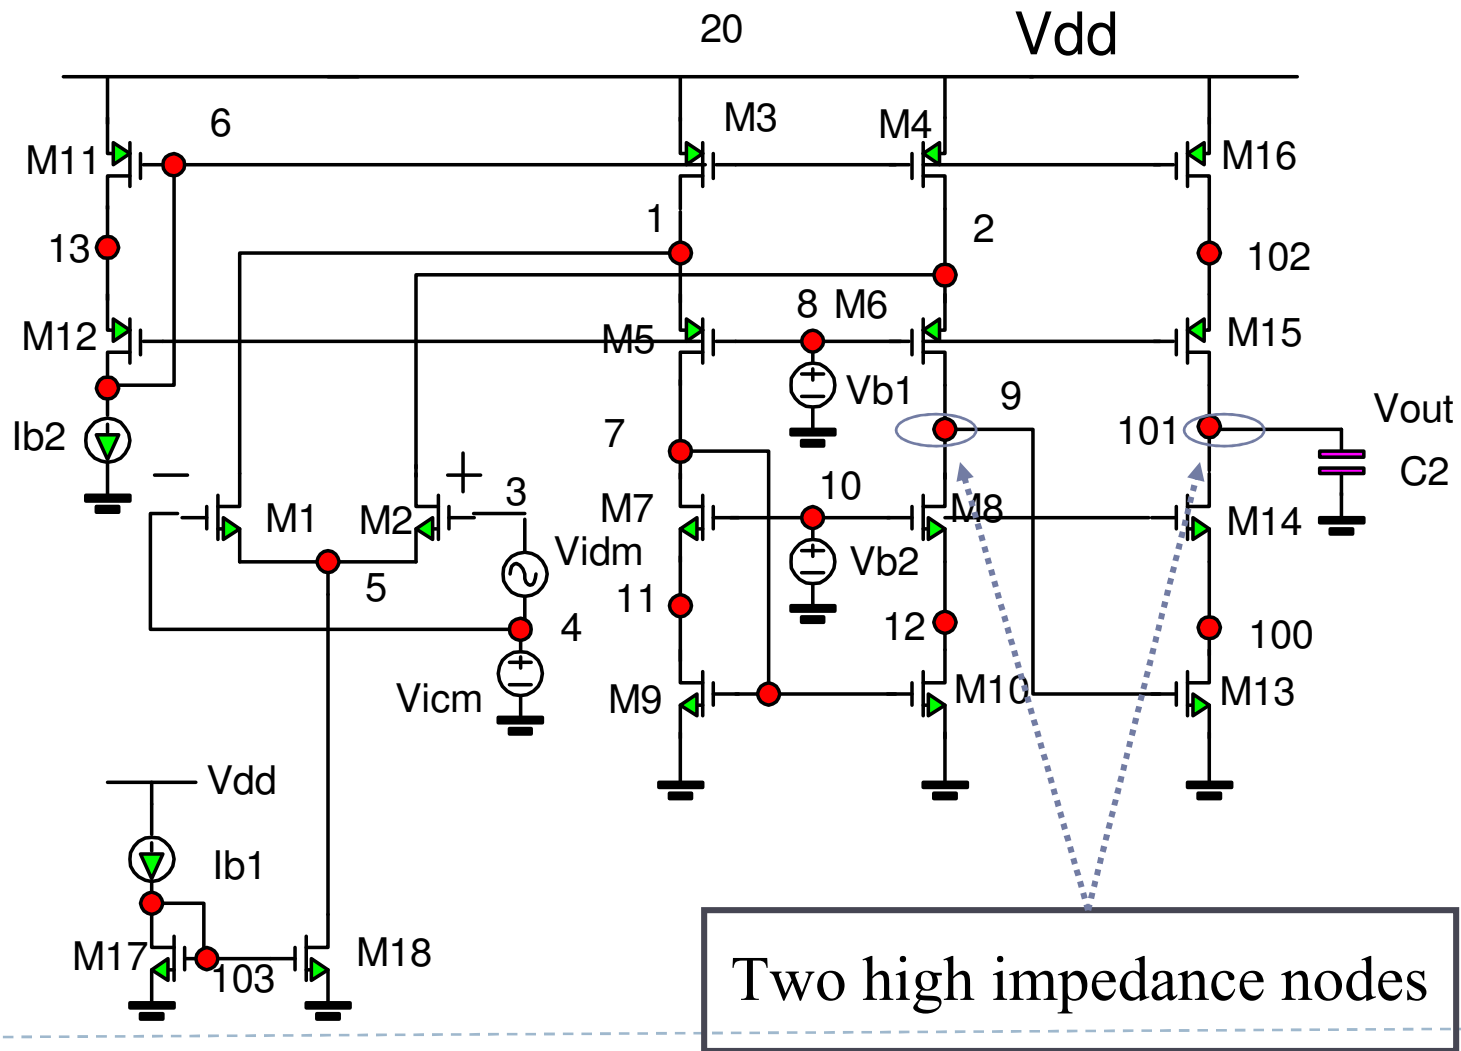 20
Vdd
6
M3
M4
M11
M16
1
2
13
102
8
M6
M12
M5
M15
Vb1
9
Vout
Ib2
7
101
C2
−
+
3
10
M1
M2
M7
M8
M14
Vidm
Vb2
5
11
4
12
100
Vicm
M9
M10
M13
Vdd
Ib1
M17
103
M18
Two high impedance nodes